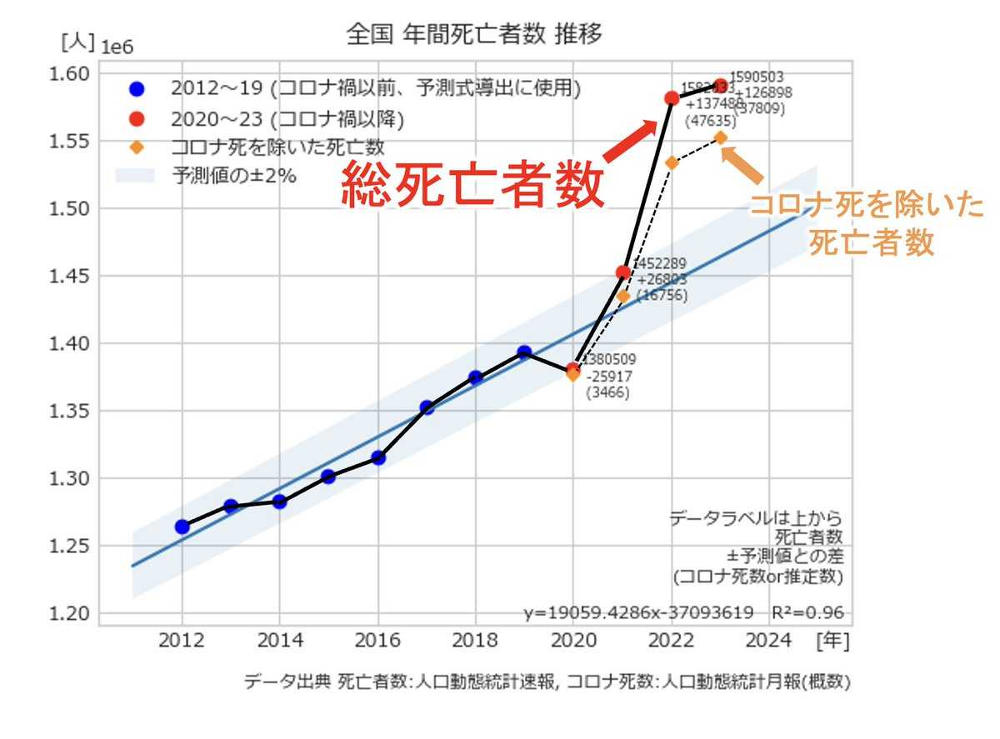 全国 年間死亡者数 推移
[人] 1e6
1.60
1.55
1.50
1.45
1.40
1.35
1.30
1.25
1.20
2012～19 (コロナ禍以前、予測式導出に使用)
2020～23 (コロナ禍以降)
コロナ死を除いた死亡数
予測値の±2%
総死亡者数
コロナ死を除いた
死亡者数
1380509
-25917
(3466)
1452289
+26803
(16756)
+137488
(47635)
1590503
+126898
(37809)
データラベルは上から
死亡者数
±予測値との差
(コロナ死数or推定数)
y=19059.4286x-37093619 R²=0.96
2012 2014 2016 2018 2020 2022 2024 [年]
データ出典 死亡者数:人口動態統計速報, コロナ死数:人口動態統計月報(概数)